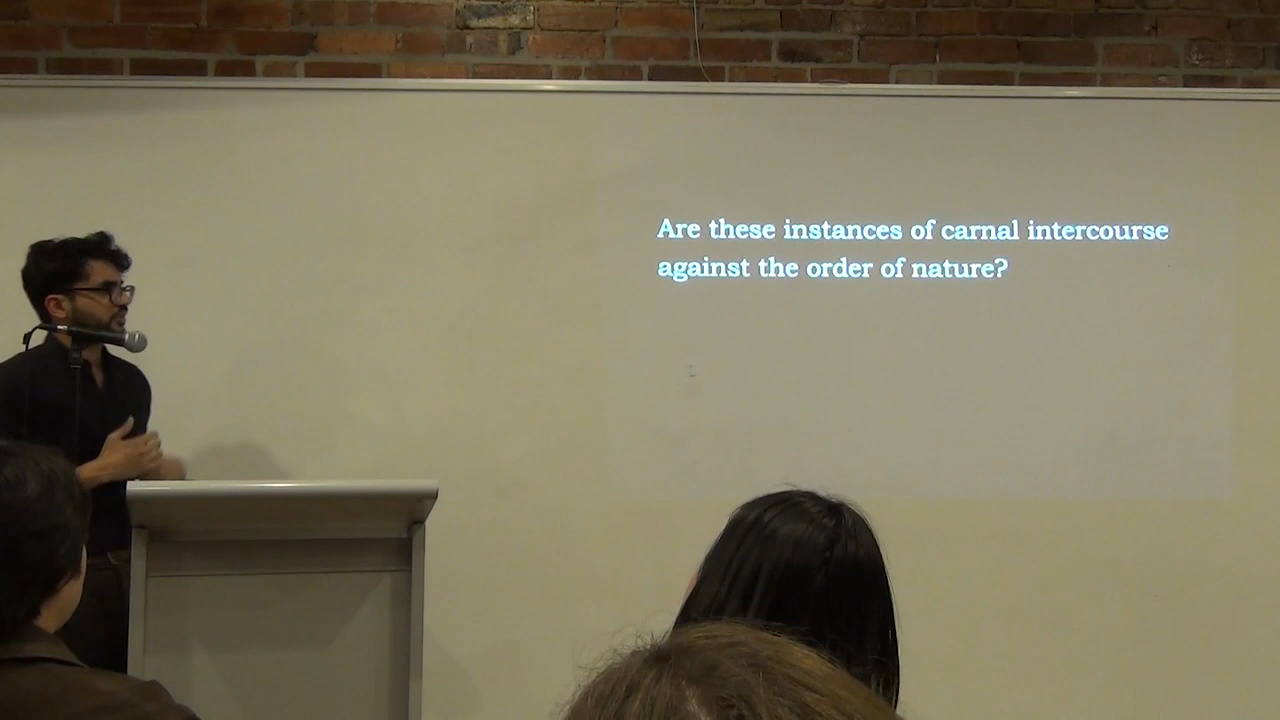 Are these instances of carnal intercourse
against the order of nature?